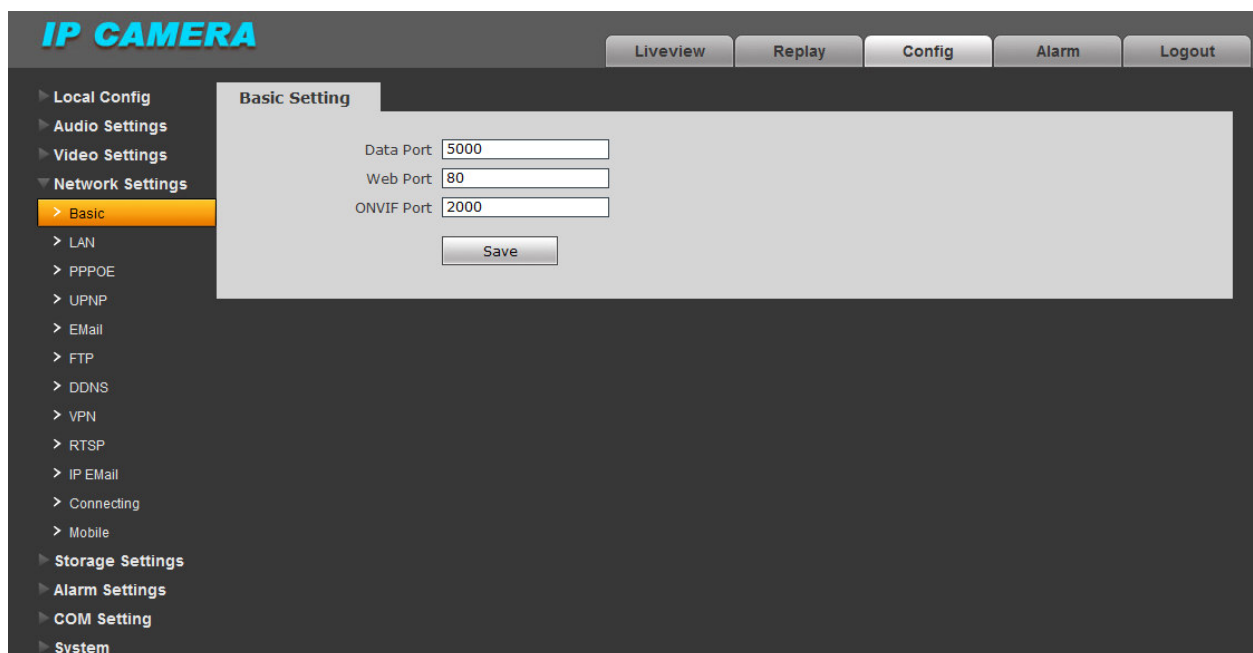 IP CAMERA
Liveview Replay Config Alarm Logout
Local Config
Audio Settings
Video Settings
Network Settings
> Basic
> LAN
> PPPOE
> UPNP
> EMail
> FTP
> DDNS
> VPN
> RTSP
> IP EMail
> Connecting
> Mobile
Storage Settings
Alarm Settings
COM Setting
System
Basic Setting
Data Port 5000
Web Port 80
ONVIF Port 2000
Save